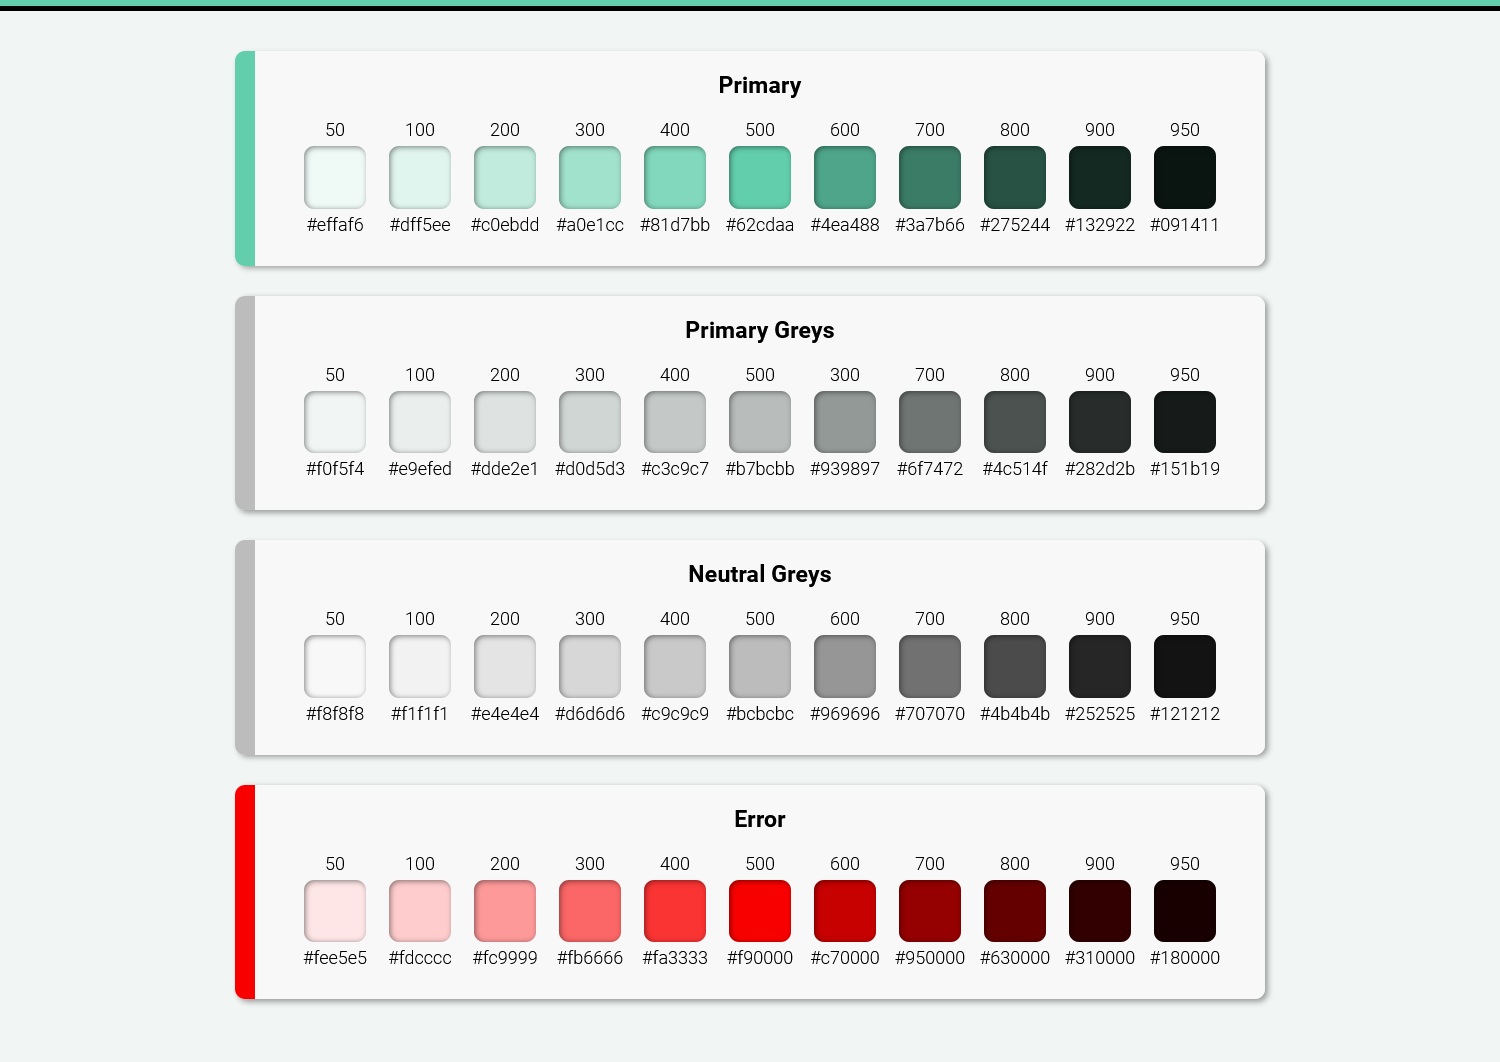 Primary
50 100 200 300 400 500 600 700 800 900 950
#effaf6 #dff5ee #c0ebdd #a0e1cc #81d7bb #62cdaa #4ea488 #3a7b66 #275244 #132922 #091411
Primary Greys
50 100 200 300 400 500 300 700 800 900 950
#f0f5f4 #e9efed #dde2e1 #d0d5d3 #c3c9c7 #b7bcbb #939897 #6f7472 #4c514f #282d2b #151b19
Neutral Greys
50 100 200 300 400 500 600 700 800 900 950
#f8f8f8 #f1f1f1 #e4e4e4 #d6d6d6 #c9c9c9 #bcbcbc #969696 #707070 #4b4b4b #252525 #121212
Error
50 100 200 300 400 500 600 700 800 900 950
#fee5e5 #fdcccc #fc9999 #fb6666 #fa3333 #f90000 #c70000 #950000 #630000 #310000 #180000